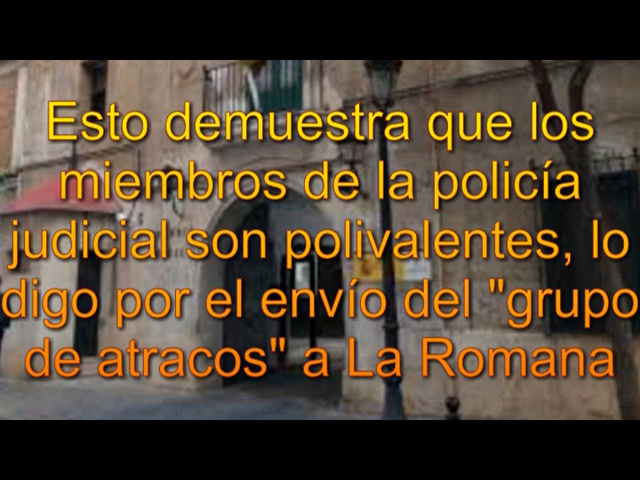 Esto demuestra que los
miembros de la policía
judicial son polivalentes, lo
digo por el envío del "grupo
de atracos" a La Romana